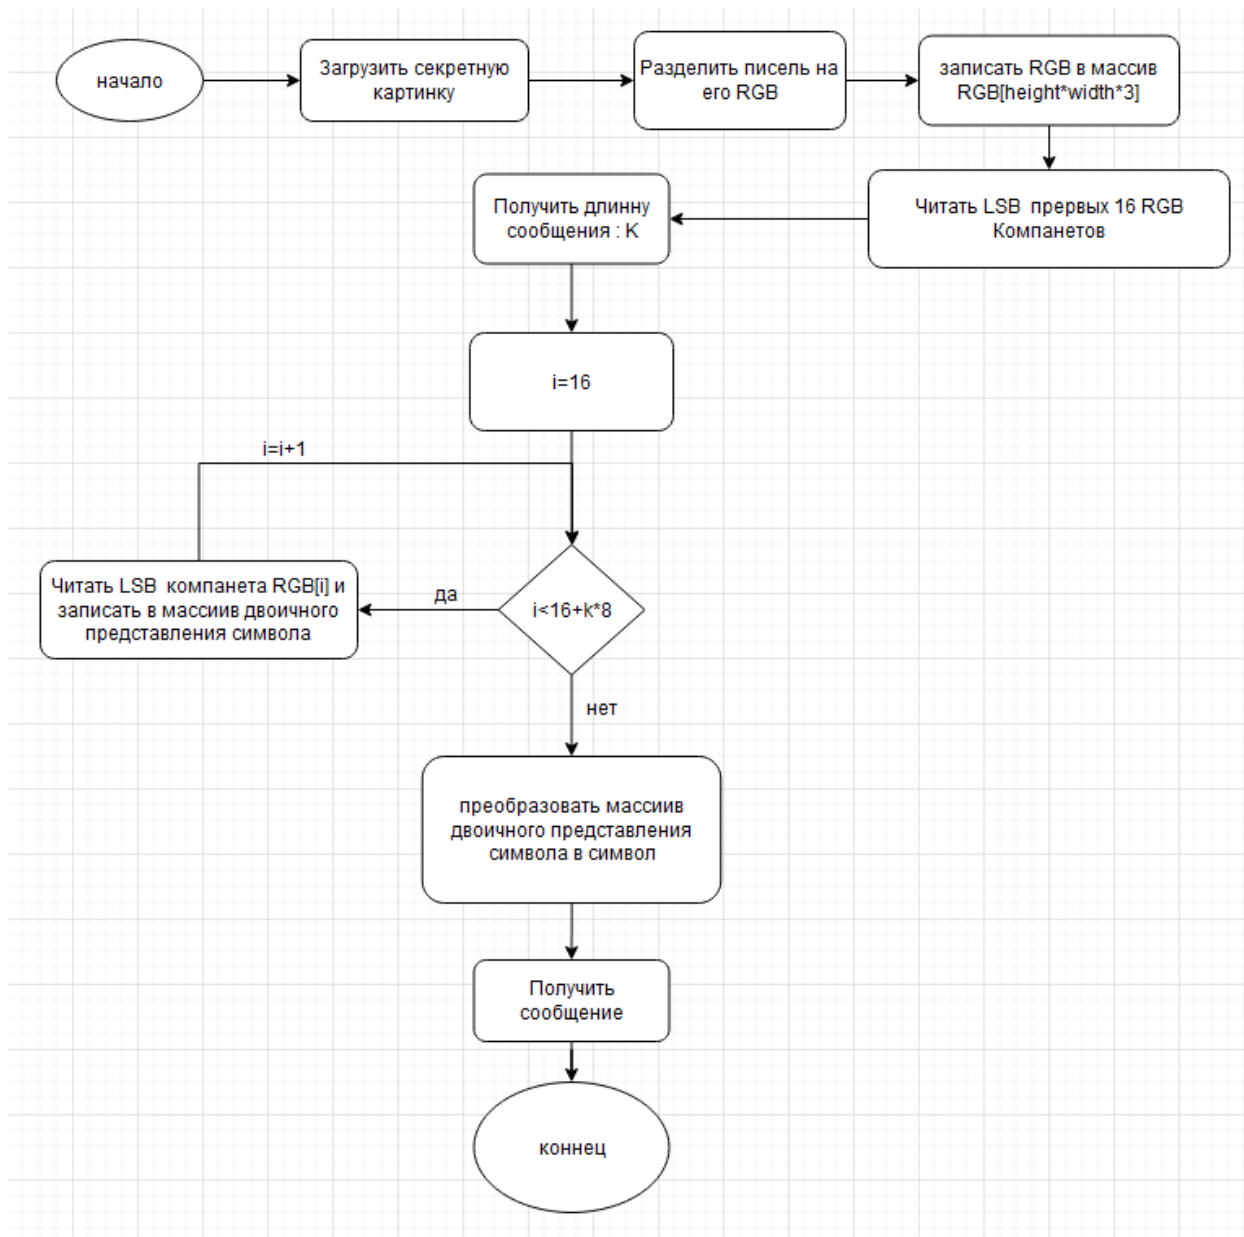 начало
Загрузить секретную
картинку
Разделить писель на
его RGB
записать RGB в массив
RGB[height*width*3]
Читать LSB прервых 16 RGB
Компанетов
Получить длинну
сообщения : K
i=16
i=i+1
Читать LSB компанета RGB[i] и
записать в массиив двоичного
представления символа
да
i<16+k*8
нет
преобразовать массиив
двоичного представления
символа в символ
Получить
сообщение
коннец